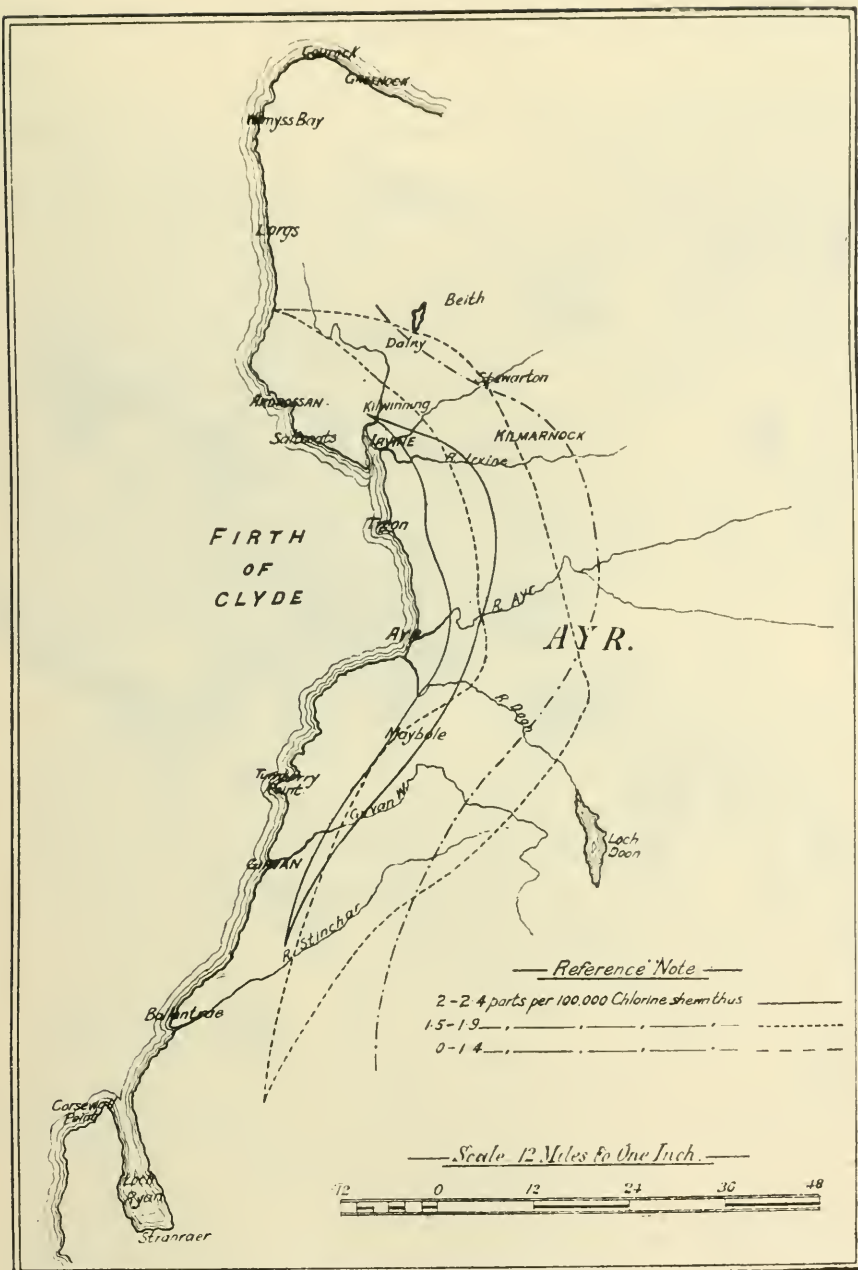 Gourock
GREENOCK
Wemyss Bay
Largs
Beith
Dalry
Stewarton
ARDROSSAN.
Kilwinning
Saltcoats
IRVINE
KILMARNOCK
R. Irvine
Troon
FIRTH
OF
CLYDE
R. Ayr
AYR
AYR.
R. Doon
Maybole
Turnberry
Point.
Girvan Wr
GIRVAN
Loch
Doon
R. Stinchar
Ballantrae
Reference Note
2-2·4 parts per 100,000 Chlorine shewn thus
1·5-1·9
0-1·4
Corsewall
Point
Loch
Ryan
Stranraer
Scale 12 Miles to One Inch.
12 0 12 24 36 48